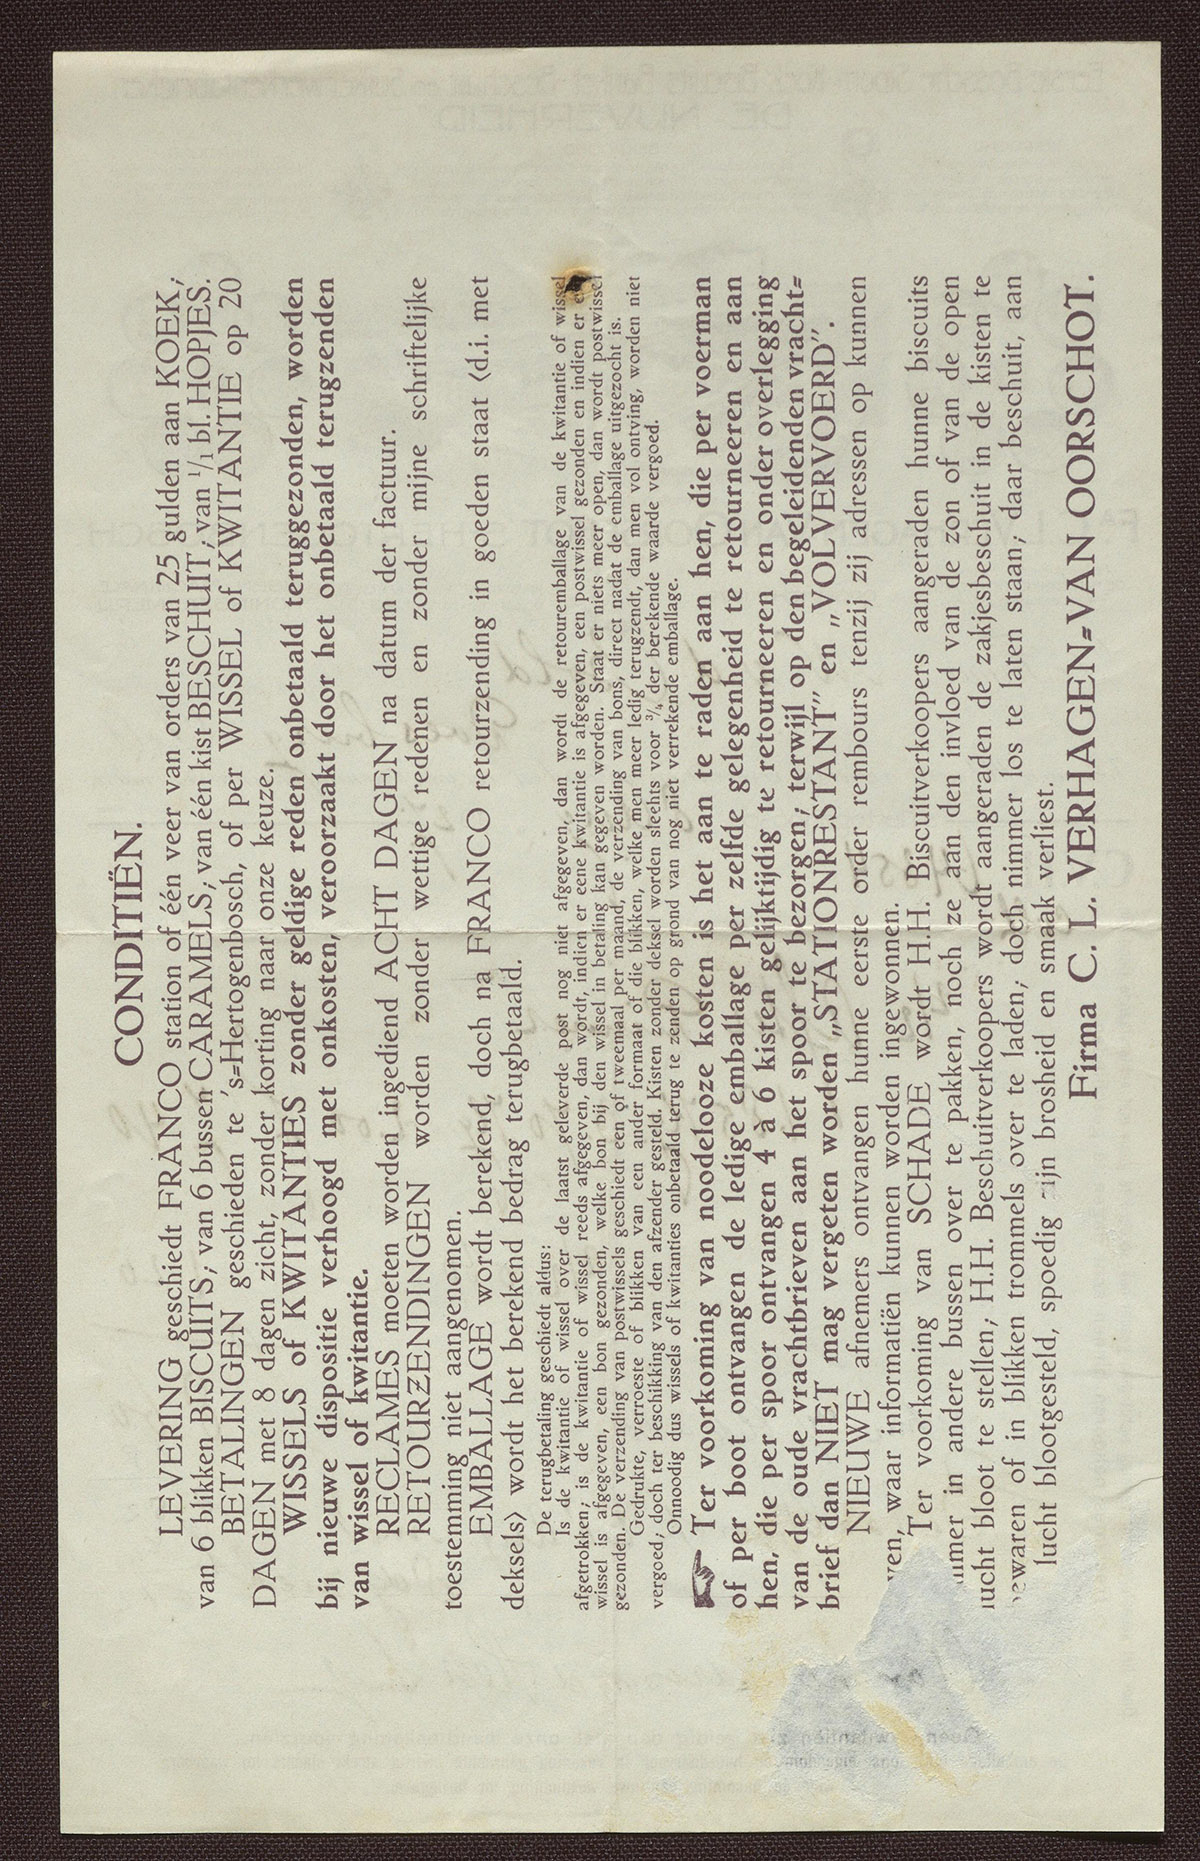 CONDITIËN.
LEVERING geschiedt FRANCO station of één veer van orders van 25 gulden aan KOEK;
van 6 blikken BISCUITS; van 6 bussen CARAMELS; van één kist BESCHUIT; van 1/1 bl. HOPJES.
BETALINGEN geschieden te 's=Hertogenbosch, of per WISSEL of KWITANTIE op 20
DAGEN met 8 dagen zicht, zonder korting naar onze keuze.
WISSELS of KWITANTIES zonder geldige reden onbetaald teruggezonden, worden
bij nieuwe dispositie verhoogd met onkosten, veroorzaakt door het onbetaald terugzenden
van wissel of kwitantie.
RECLAMES moeten worden ingediend ACHT DAGEN na datum der factuur.
RETOURZENDINGEN worden zonder wettige redenen en zonder mijne schriftelijke
toestemming niet aangenomen.
EMBALLAGE wordt berekend, doch na FRANCO retourzending in goeden staat (d.i. met
deksels) wordt het berekend bedrag terugbetaald.
De terugbetaling geschiedt aldus:
Is de kwitantie of wissel over de laatst geleverde post nog niet afgegeven, dan wordt de retouremballage van de kwitantie of wissel
afgetrokken; is de kwitantie of wissel reeds afgegeven, dan wordt, indien er eene kwitantie is afgegeven, een postwissel gezonden en indien er een
wissel is afgegeven, een bon gezonden, welke bon bij den wissel in betaling kan gegeven worden. Staat er niets meer open, dan wordt postwissel
gezonden. De verzending van postwissels geschiedt een of tweemaal per maand, de verzending van bons, direct nadat de emballage uitgezocht is.
Gedrukte, verroeste of blikken van een ander formaat of die blikken, welke men meer ledig terugzendt, dan men vol ontving, worden niet
vergoed; doch ter beschikking van den afzender gesteld. Kisten zonder deksel worden slechts voor 3/4 der berekende waarde vergoed.
Onnoodig dus wissels of kwitanties onbetaald terug te zenden op grond van nog niet verrekende emballage.
☛ Ter voorkoming van noodelooze kosten is het aan te raden aan hen, die per voerman
of per boot ontvangen de ledige emballage per zelfde gelegenheid te retourneeren en aan
hen, die per spoor ontvangen 4 à 6 kisten gelijktijdig te retourneeren en onder overlegging
van de oude vrachtbrieven aan het spoor te bezorgen; terwijl op den begeleidenden vracht=
brief dan NIET mag vergeten worden „STATIONRESTANT" en „VOLVERVOERD".
NIEUWE afnemers ontvangen hunne eerste order rembours tenzij zij adressen op kunnen
ven, waar informatiën kunnen worden ingewonnen.
Ter voorkoming van SCHADE wordt H.H. Biscuitverkoopers aangeraden hunne biscuits
immer in andere bussen over te pakken, noch ze aan den invloed van de zon of van de open
lucht bloot te stellen; H.H. Beschuitverkoopers wordt aangeraden de zakjesbeschuit in de kisten te
bewaren of in blikken trommels over te laden; doch nimmer los te laten staan; daar beschuit, aan
lucht blootgesteld, spoedig zijn brosheid en smaak verliest.
Firma C. L. VERHAGEN=VAN OORSCHOT.